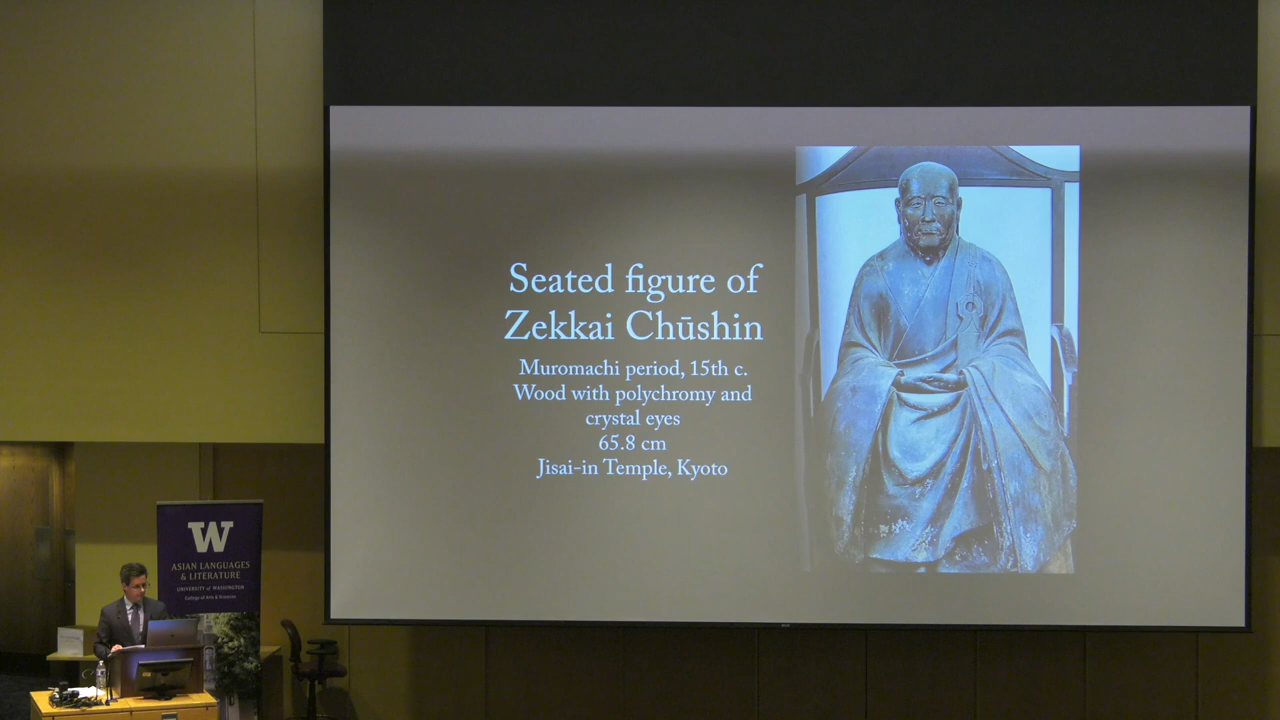 Seated figure of
Zekkai Chūshin
Muromachi period, 15th c.
Wood with polychromy and
crystal eyes
65.8 cm
Jisai-in Temple, Kyoto
W
ASIAN LANGUAGES
& LITERATURE
UNIVERSITY of WASHINGTON
College of Arts & Sciences